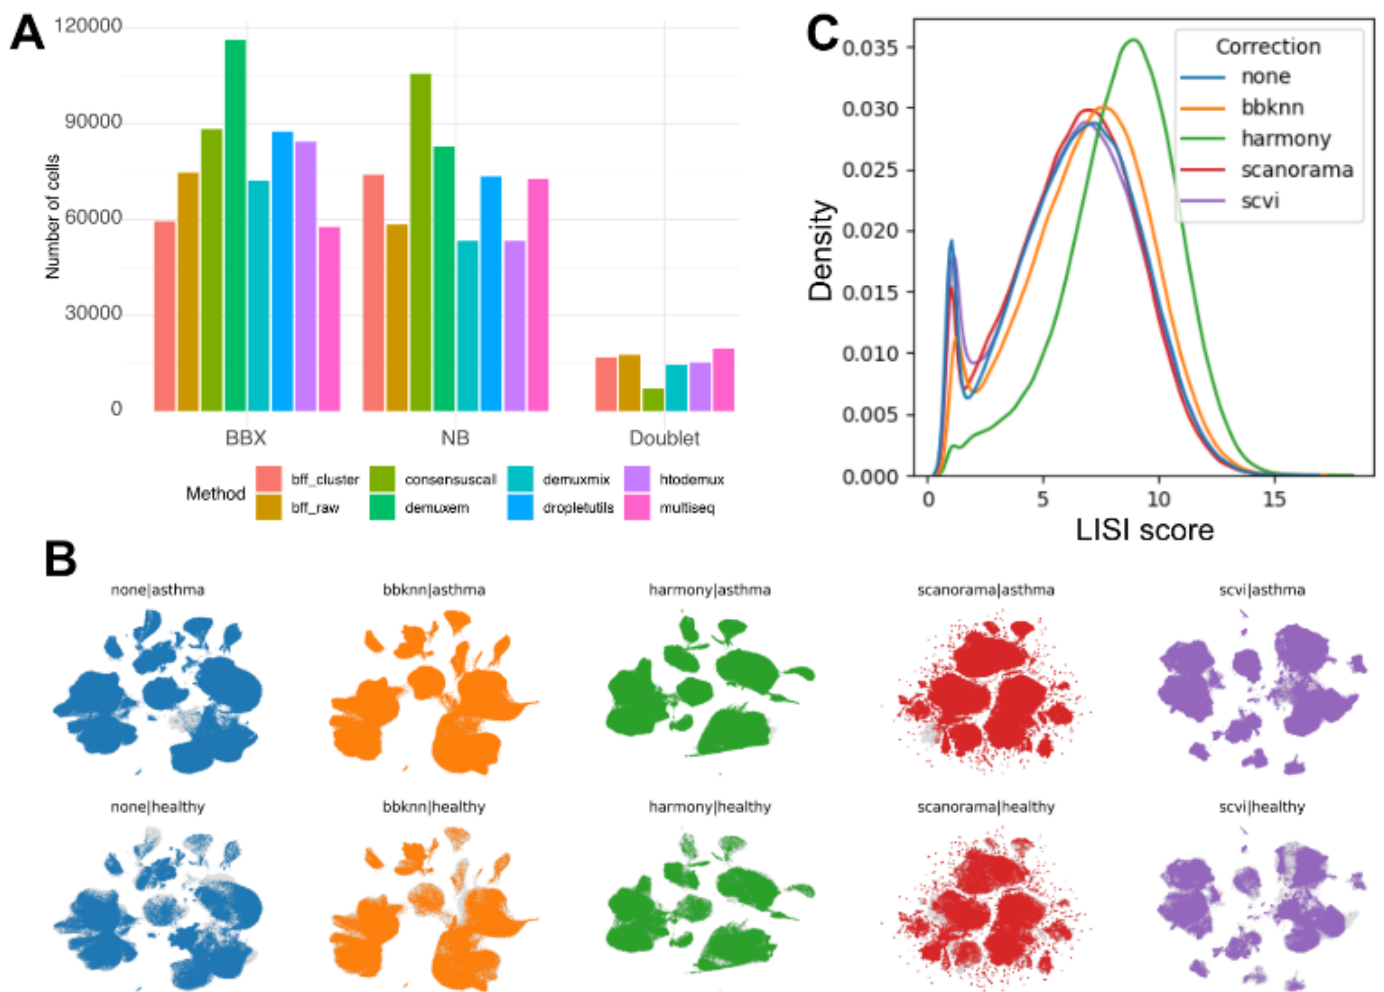 A
120000
90000
60000
30000
0
Number of cells
BBX NB Doublet
Method
bff_cluster consensuscall demuxmix htodemux
bff_raw demuxem dropletutils multiseq
C
0.035
0.030
0.025
0.020
0.015
0.010
0.005
0.000
Density
Correction
none
bbknn
harmony
scanorama
scvi
0 5 10 15
LISI score
B
none|asthma bbknn|asthma harmony|asthma scanorama|asthma scvi|asthma
none|healthy bbknn|healthy harmony|healthy scanorama|healthy scvi|healthy